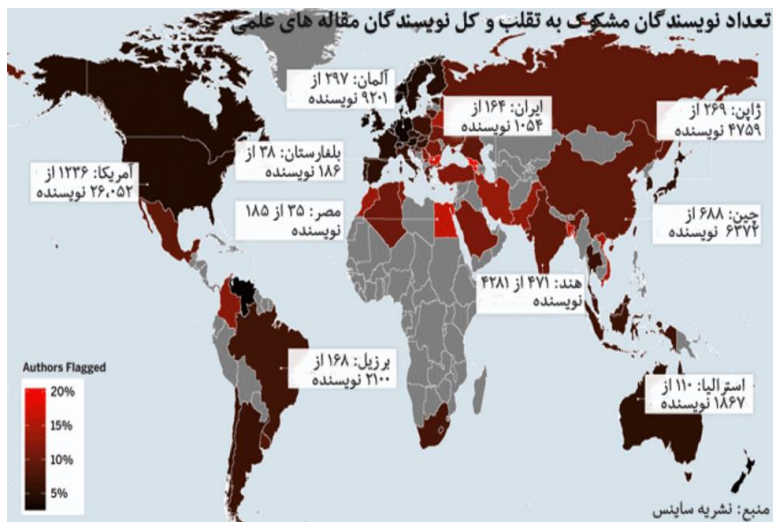 تعداد نویسندگان مشکوک به تقلب و کل نویسندگان مقاله های علمی
آلمان: ۲۹۷ از
۹۲۰۱ نویسنده
ایران: ۱۶۴ از
۱۰۵۴ نویسنده
ژاپن: ۲۶۹ از
۴۷۵۹ نویسنده
آمریکا: ۱۲۳۶ از
۲۶،۰۵۲ نویسنده
بلغارستان: ۳۸ از
۱۸۶ نویسنده
مصر: ۳۵ از ۱۸۵
نویسنده
چین: ۶۸۸ از
۶۳۷۲ نویسنده
هند: ۴۷۱ از ۴۲۸۱
نویسنده
برزیل: ۱۶۸ از
۲۱۰۰ نویسنده
استرالیا: ۱۱۰ از
۱۸۶۷ نویسنده
Authors Flagged
20%
15%
10%
5%
منبع: نشریه ساینس